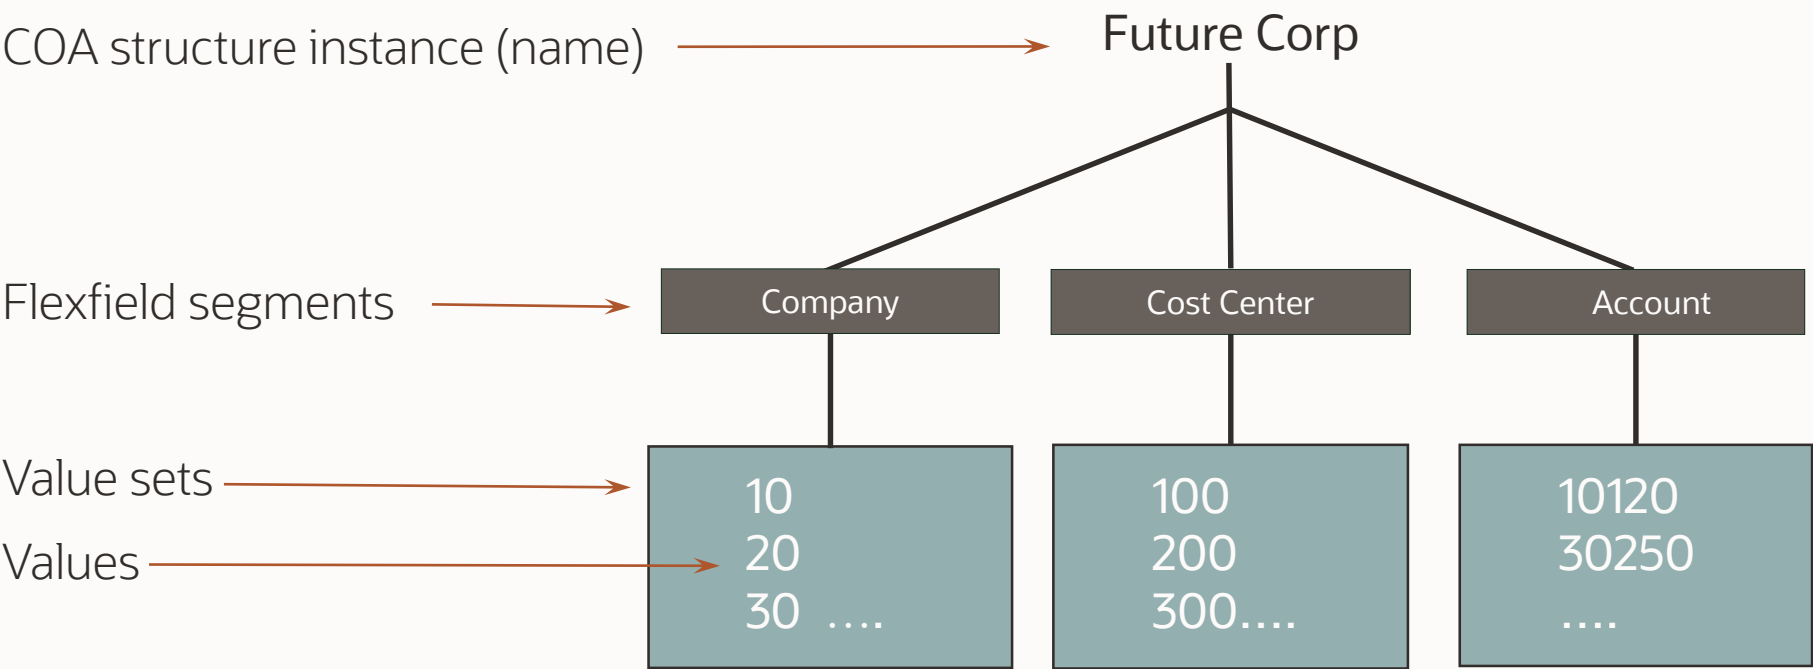 COA structure instance (name)
Future Corp
Flexfield segments
Company
Cost Center
Account
Value sets
Values
10
20
30 ....
100
200
300....
10120
30250
....